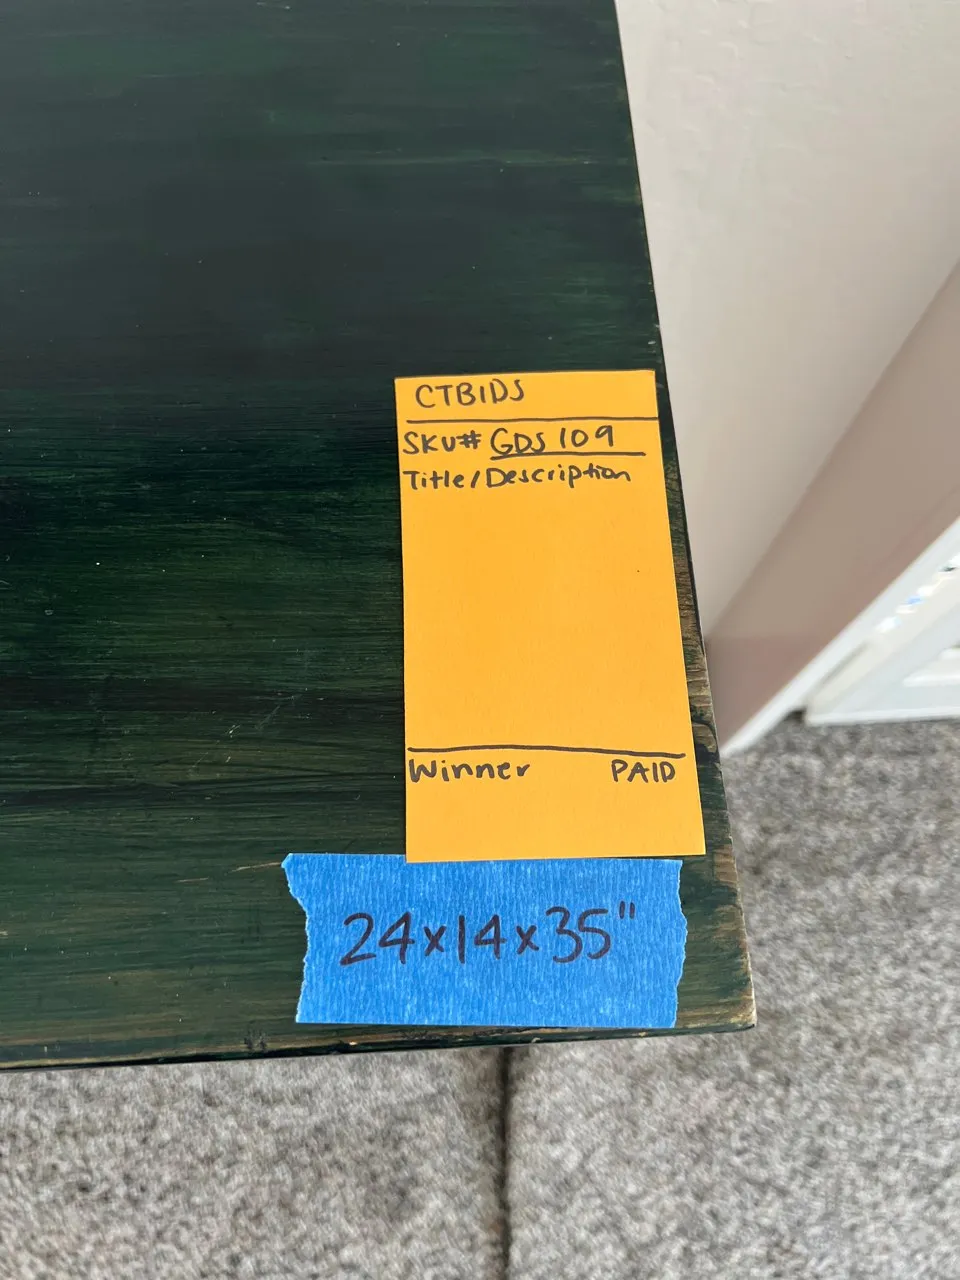 CTBIDS
SKU# GDS 109
Title/Description
Winner PAID
24x14x35"